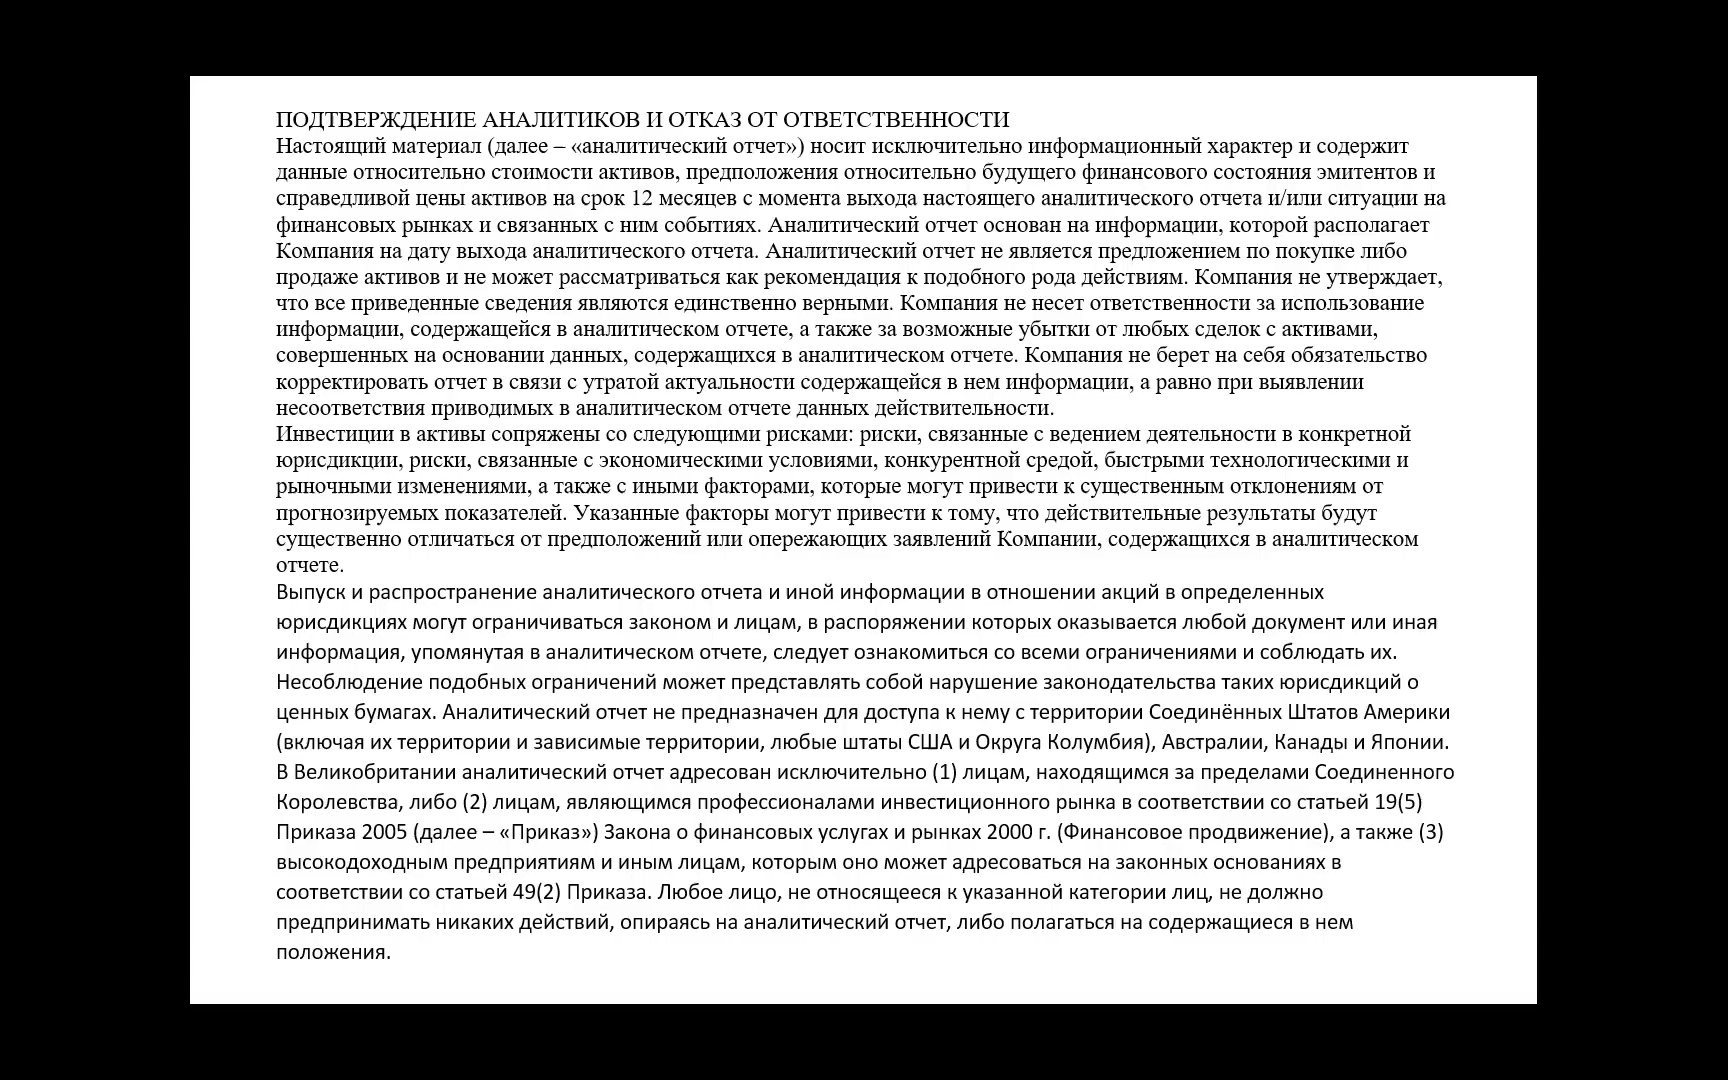 ПОДТВЕРЖДЕНИЕ АНАЛИТИКОВ И ОТКАЗ ОТ ОТВЕТСТВЕННОСТИ
Настоящий материал (далее – «аналитический отчет») носит исключительно информационный характер и содержит
данные относительно стоимости активов, предположения относительно будущего финансового состояния эмитентов и
справедливой цены активов на срок 12 месяцев с момента выхода настоящего аналитического отчета и/или ситуации на
финансовых рынках и связанных с ним событиях. Аналитический отчет основан на информации, которой располагает
Компания на дату выхода аналитического отчета. Аналитический отчет не является предложением по покупке либо
продаже активов и не может рассматриваться как рекомендация к подобного рода действиям. Компания не утверждает,
что все приведенные сведения являются единственно верными. Компания не несет ответственности за использование
информации, содержащейся в аналитическом отчете, а также за возможные убытки от любых сделок с активами,
совершенных на основании данных, содержащихся в аналитическом отчете. Компания не берет на себя обязательство
корректировать отчет в связи с утратой актуальности содержащейся в нем информации, а равно при выявлении
несоответствия приводимых в аналитическом отчете данных действительности.
Инвестиции в активы сопряжены со следующими рисками: риски, связанные с ведением деятельности в конкретной
юрисдикции, риски, связанные с экономическими условиями, конкурентной средой, быстрыми технологическими и
рыночными изменениями, а также с иными факторами, которые могут привести к существенным отклонениям от
прогнозируемых показателей. Указанные факторы могут привести к тому, что действительные результаты будут
существенно отличаться от предположений или опережающих заявлений Компании, содержащихся в аналитическом
отчете.
Выпуск и распространение аналитического отчета и иной информации в отношении акций в определенных
юрисдикциях могут ограничиваться законом и лицам, в распоряжении которых оказывается любой документ или иная
информация, упомянутая в аналитическом отчете, следует ознакомиться со всеми ограничениями и соблюдать их.
Несоблюдение подобных ограничений может представлять собой нарушение законодательства таких юрисдикций о
ценных бумагах. Аналитический отчет не предназначен для доступа к нему с территории Соединённых Штатов Америки
(включая их территории и зависимые территории, любые штаты США и Округа Колумбия), Австралии, Канады и Японии.
В Великобритании аналитический отчет адресован исключительно (1) лицам, находящимся за пределами Соединенного
Королевства, либо (2) лицам, являющимся профессионалами инвестиционного рынка в соответствии со статьей 19(5)
Приказа 2005 (далее – «Приказ») Закона о финансовых услугах и рынках 2000 г. (Финансовое продвижение), а также (3)
высокодоходным предприятиям и иным лицам, которым оно может адресоваться на законных основаниях в
соответствии со статьей 49(2) Приказа. Любое лицо, не относящееся к указанной категории лиц, не должно
предпринимать никаких действий, опираясь на аналитический отчет, либо полагаться на содержащиеся в нем
положения.